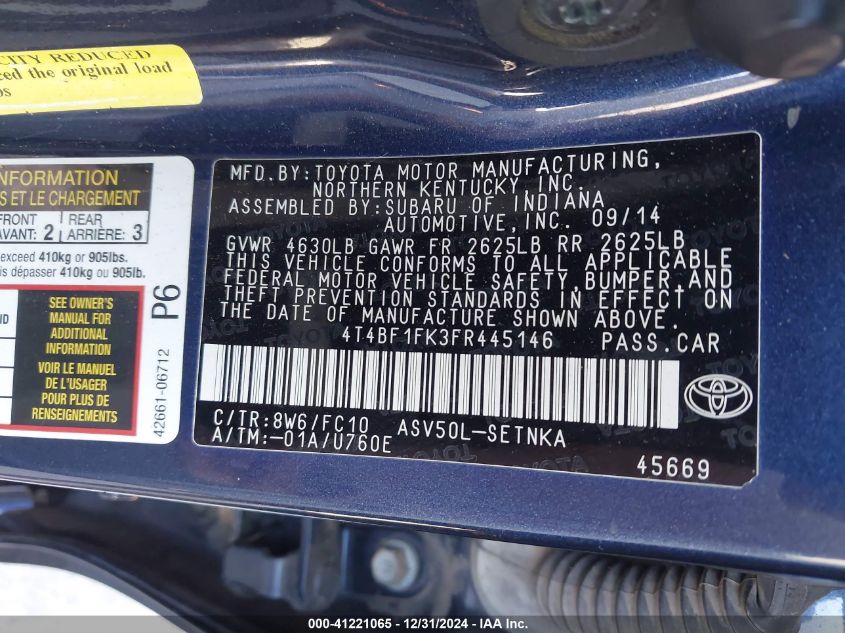 CITY REDUCED
the original load
NFORMATION
S ET LE CHARGEMENT
FRONT
AVANT: 2
REAR
ARRIÈRE: 3
exceed 410kg or 905lbs.
is dépasser 410kg ou 905lb.
SEE OWNER'S
MANUAL FOR
ADDITIONAL
INFORMATION
VOIR LE MANUEL
DE L'USAGER
POUR PLUS DE
RENSEIGNEMENTS
P6
42661-06712
MFD.BY:TOYOTA MOTOR MANUFACTURING,
NORTHERN KENTUCKY, INC.
ASSEMBLED BY:SUBARU OF INDIANA
AUTOMOTIVE,INC. 09/14
GVWR 4630LB GAWR FR 2625LB RR 2625LB
THIS VEHICLE CONFORMS TO ALL APPLICABLE
FEDERAL MOTOR VEHICLE SAFETY,BUMPER,AND
THEFT PREVENTION STANDARDS IN EFFECT ON
THE DATE OF MANUFACTURE SHOWN ABOVE.
4T4BF1FK3FR445146 PASS.CAR
C/TR:8W6/FC10 ASV50L-SETNKA
A/TM:-01A/U760E
45669
TOYOTA
000-41221065 - 12/31/2024 - IAA Inc.